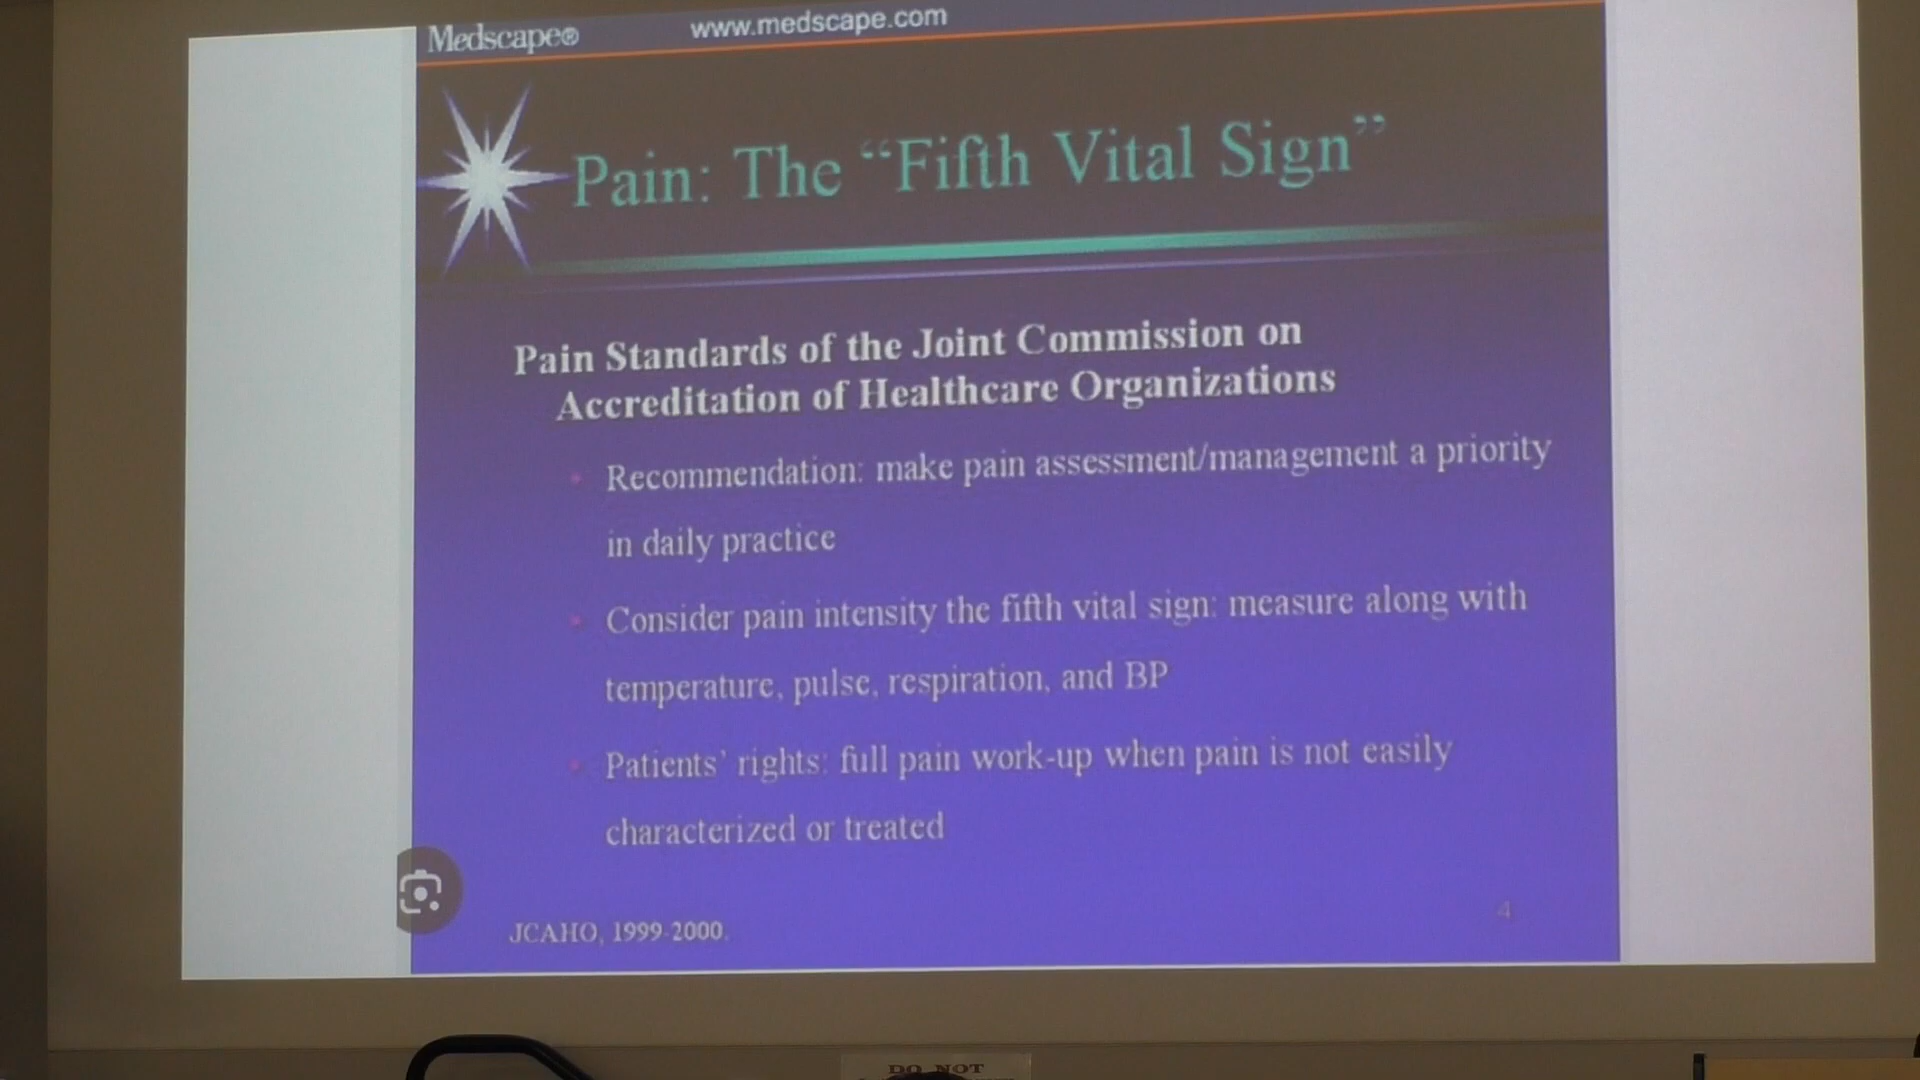 Medscape® www.medscape.com
Pain: The “Fifth Vital Sign”
Pain Standards of the Joint Commission on
Accreditation of Healthcare Organizations
Recommendation: make pain assessment/management a priority
in daily practice
Consider pain intensity the fifth vital sign: measure along with
temperature, pulse, respiration, and BP
Patients’ rights: full pain work-up when pain is not easily
characterized or treated
JCAHO, 1999-2000.
4
DO NOT